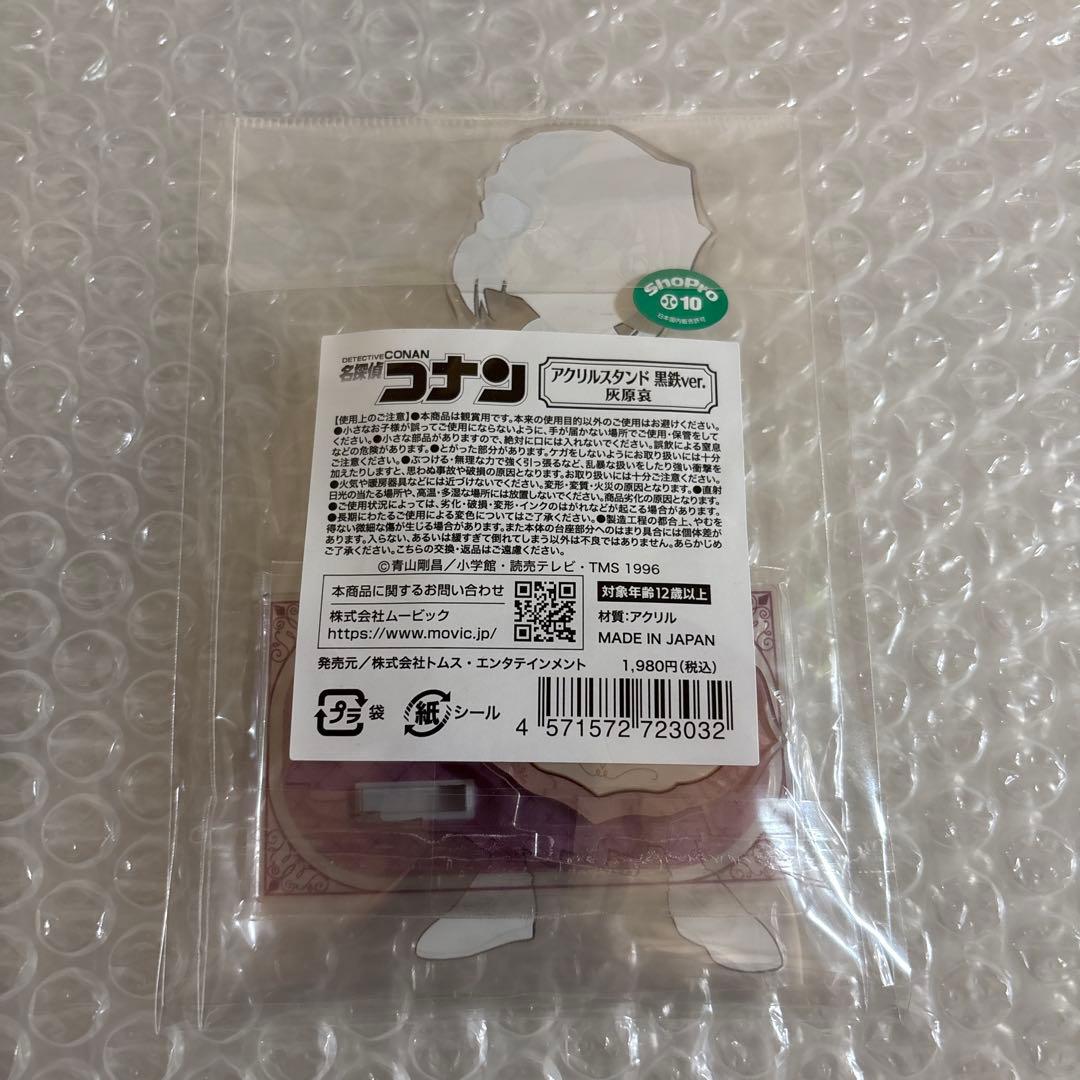 ShoPro
10
日本国内販売許可
DETECTIVE CONAN
名探偵
コナン
アクリルスタンド 黒鉄ver.
灰原哀
【使用上のご注意】●本商品は観賞用です。本来の使用目的以外のご使用はお避けください。
●小さなお子様が誤ってご使用にならないように、手が届かない場所でご使用・保管をして
ください。●小さな部品がありますので、絶対に口には入れないでください。誤飲による窒息
などの危険があります。●とがった部分があります。ケガをしないようにお取り扱いには十分
ご注意ください。●ぶつける・無理な力で強く引っ張るなど、乱暴な扱いをしたり強い衝撃を
加えたりしますと、思わぬ事故や破損の原因となります。お取り扱いには十分ご注意ください。
●火気や暖房器具などには近づけないでください。変形・変質・火災の原因となります。●直射
日光の当たる場所や、高温・多湿な場所には放置しないでください。商品劣化の原因となります。
●ご使用状況によっては、劣化・破損・変形・インクのはがれなどが起こる場合があります。
●長期にわたるご使用による変色についてはご了承ください。●製造工程の都合上、やむを
得ない微細な傷が生じる場合があります。また本体の台座部分へのはまり具合には個体差が
あります。入らない、あるいは緩すぎて倒れてしまう以外は不良ではありません。あらかじめ
ご了承ください。こちらの交換・返品はご遠慮ください。
©青山剛昌/小学館・読売テレビ・TMS 1996
本商品に関するお問い合わせ
株式会社ムービック
https://www.movic.jp/
対象年齢12歳以上
材質:アクリル
MADE IN JAPAN
発売元/株式会社トムス・エンタテインメント
1,980円(税込)
プラ 袋
紙 シール
4 571572 723032